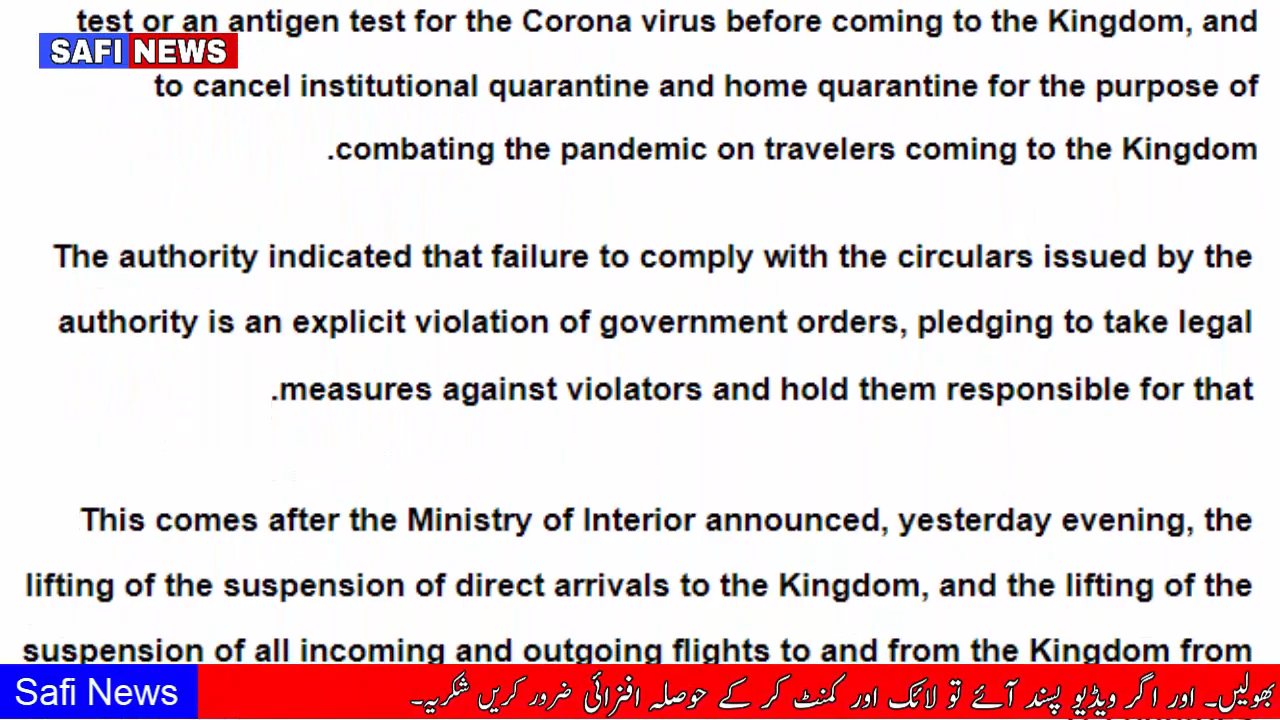 test or an antigen test for the Corona virus before coming to the Kingdom, and
SAFI NEWS
to cancel institutional quarantine and home quarantine for the purpose of
.combating the pandemic on travelers coming to the Kingdom
The authority indicated that failure to comply with the circulars issued by the
authority is an explicit violation of government orders, pledging to take legal
.measures against violators and hold them responsible for that
This comes after the Ministry of Interior announced, yesterday evening, the
lifting of the suspension of direct arrivals to the Kingdom, and the lifting of the
suspension of all incoming and outgoing flights to and from the Kingdom from
Safi News
بھولیں۔ اور اگر ویڈیو پسند آئے تو لائک اور کمنٹ کر کے حوصلہ افزائی ضرور کریں شکریہ۔